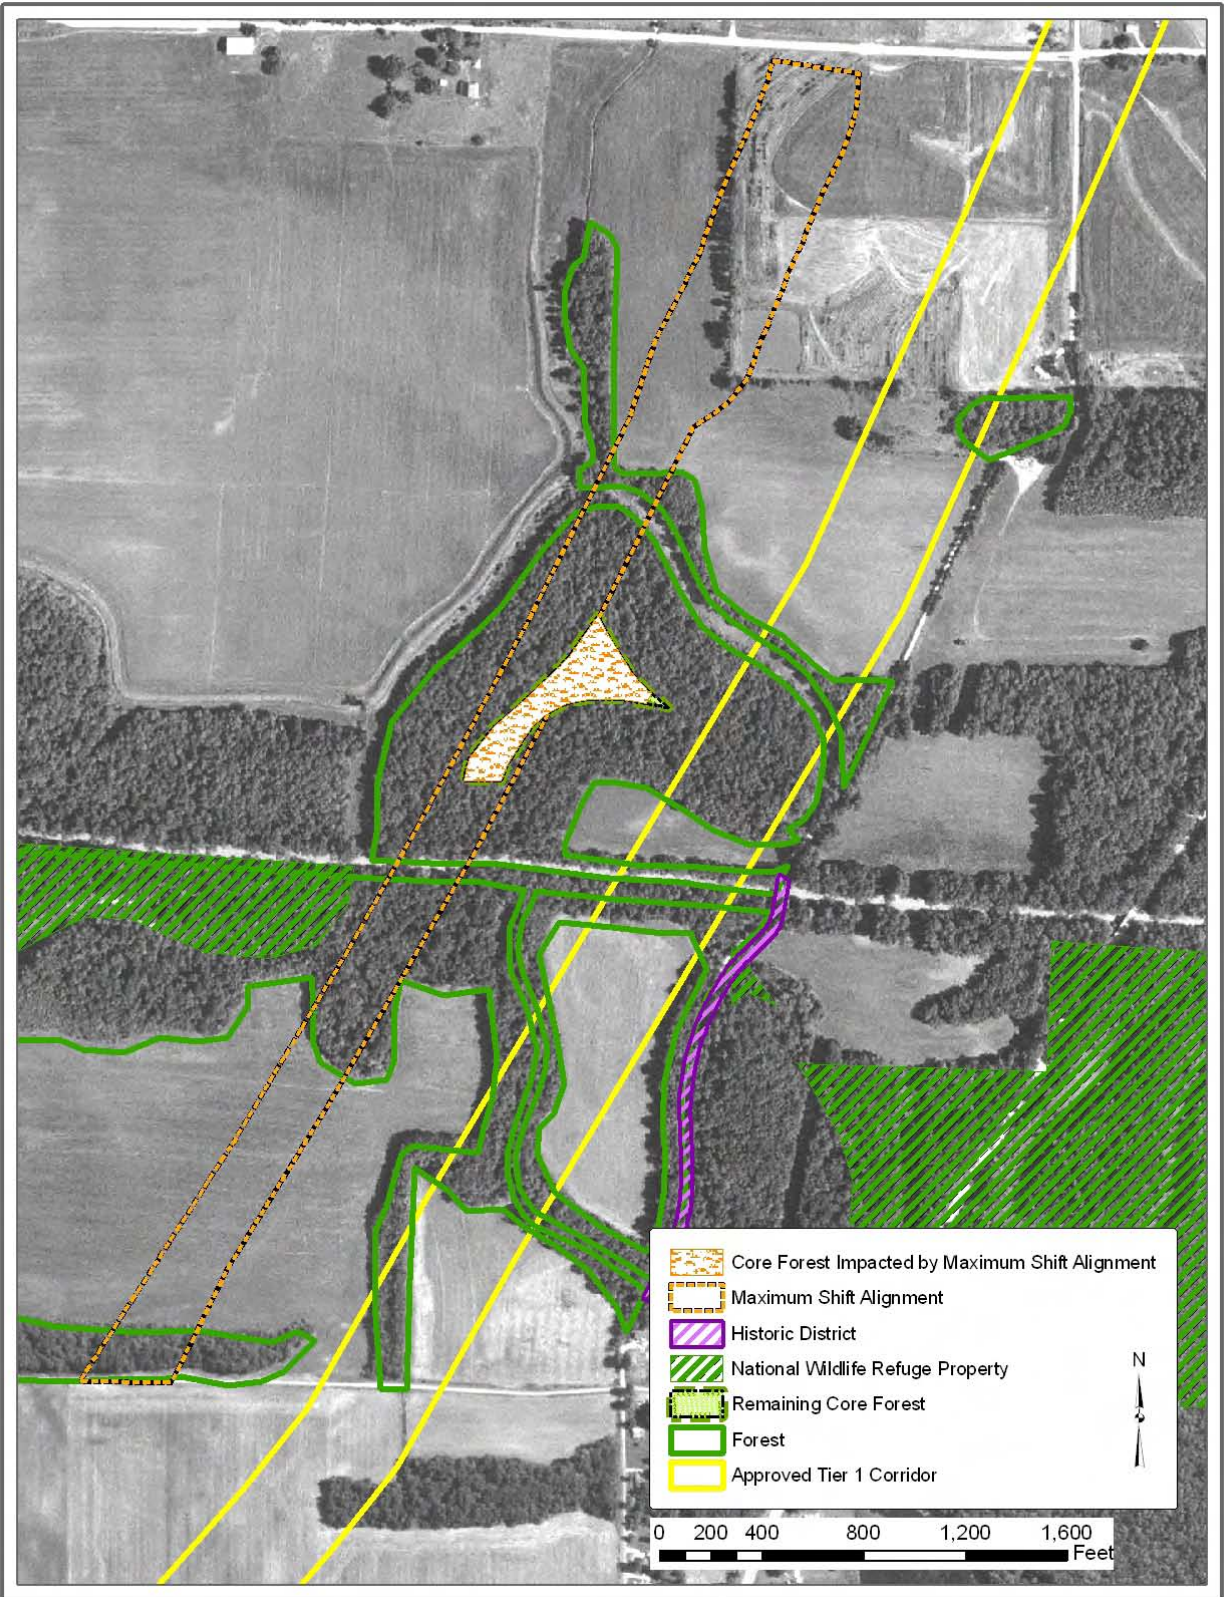 Core Forest Impacted by Maximum Shift Alignment
Maximum Shift Alignment
Historic District
National Wildlife Refuge Property
Remaining Core Forest
Forest
Approved Tier 1 Corridor
N
0 200 400 800 1,200 1,600
Feet